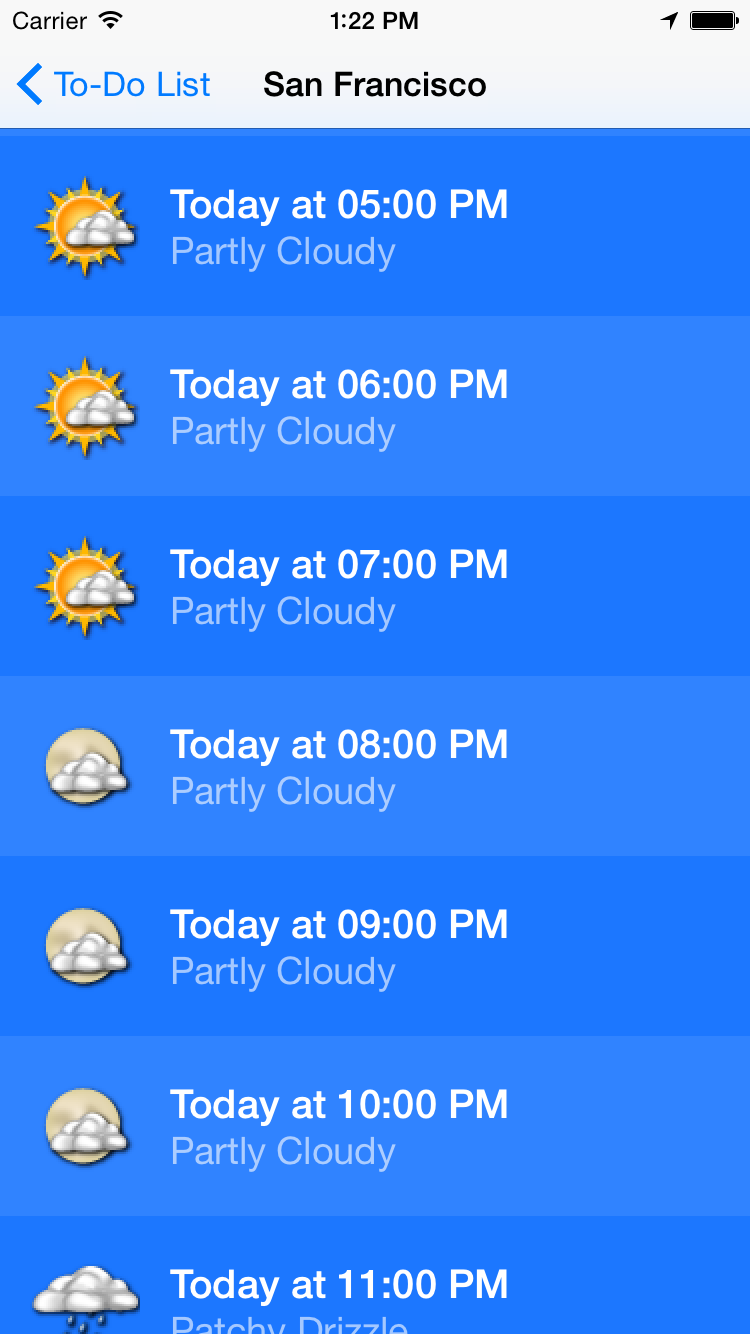 Carrier 1:22 PM
To-Do List San Francisco
Today at 05:00 PM
Partly Cloudy
Today at 06:00 PM
Partly Cloudy
Today at 07:00 PM
Partly Cloudy
Today at 08:00 PM
Partly Cloudy
Today at 09:00 PM
Partly Cloudy
Today at 10:00 PM
Partly Cloudy
Today at 11:00 PM
Patchy Drizzle